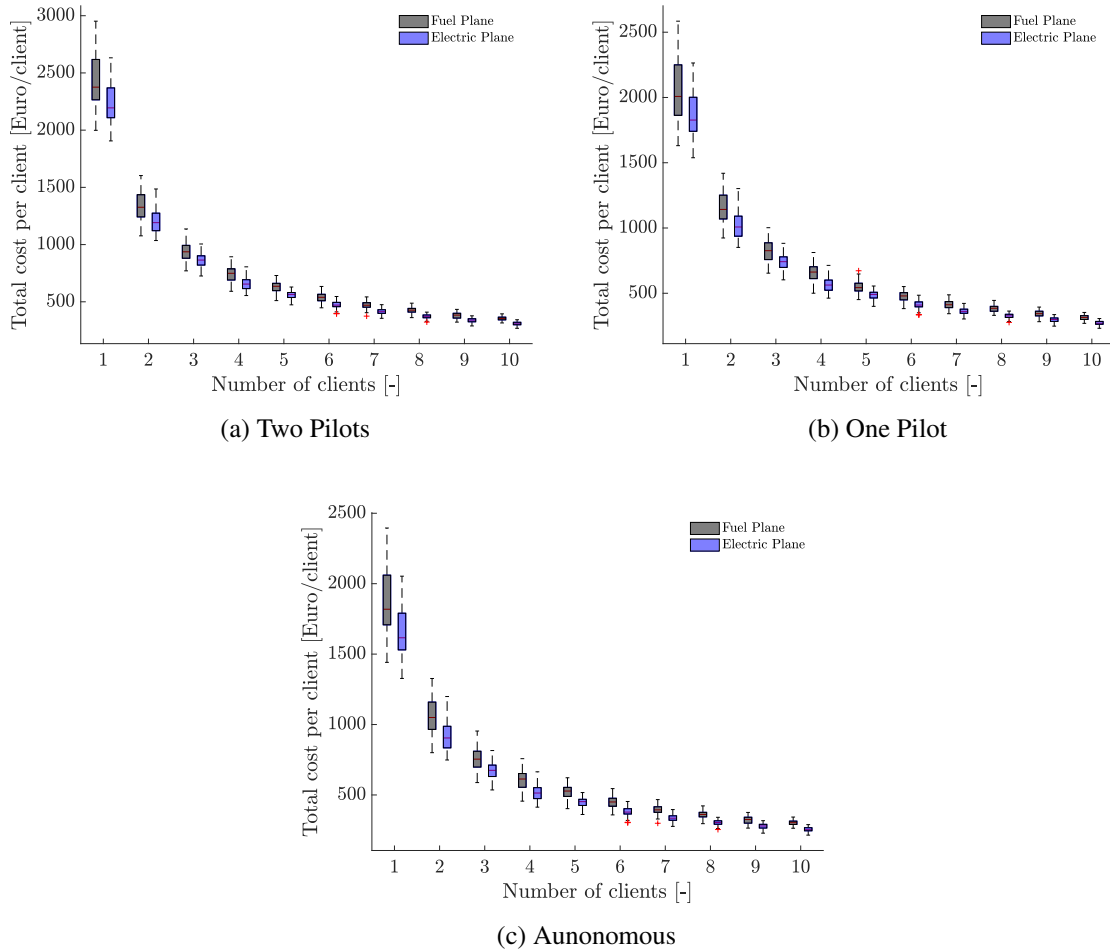 3000
2500
2000
1500
1000
500
Total cost per client [Euro/client]
Fuel Plane
Electric Plane
1 2 3 4 5 6 7 8 9 10
Number of clients [-]
(a) Two Pilots
2500
2000
1500
1000
500
Total cost per client [Euro/client]
Fuel Plane
Electric Plane
1 2 3 4 5 6 7 8 9 10
Number of clients [-]
(b) One Pilot
2500
2000
1500
1000
500
Total cost per client [Euro/client]
Fuel Plane
Electric Plane
1 2 3 4 5 6 7 8 9 10
Number of clients [-]
(c) Aunonomous